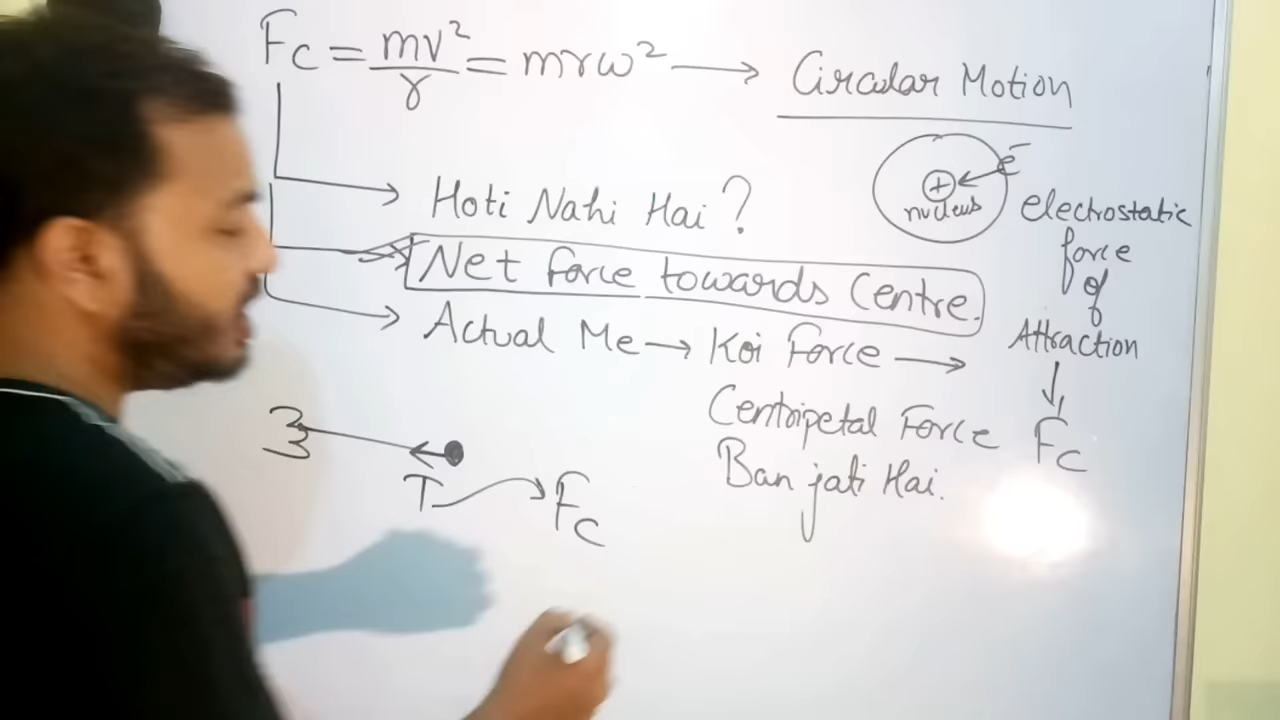 Fc = mv²/r = mrω² → Circular Motion
e⁻
+
nucleus
Hoti Nahi Hai ?
Net force towards Centre.
Actual Me → Koi Force →
Centripetal Force
Ban jati Hai.
electrostatic
force
of
Attraction
↓
Fc
T
Fc